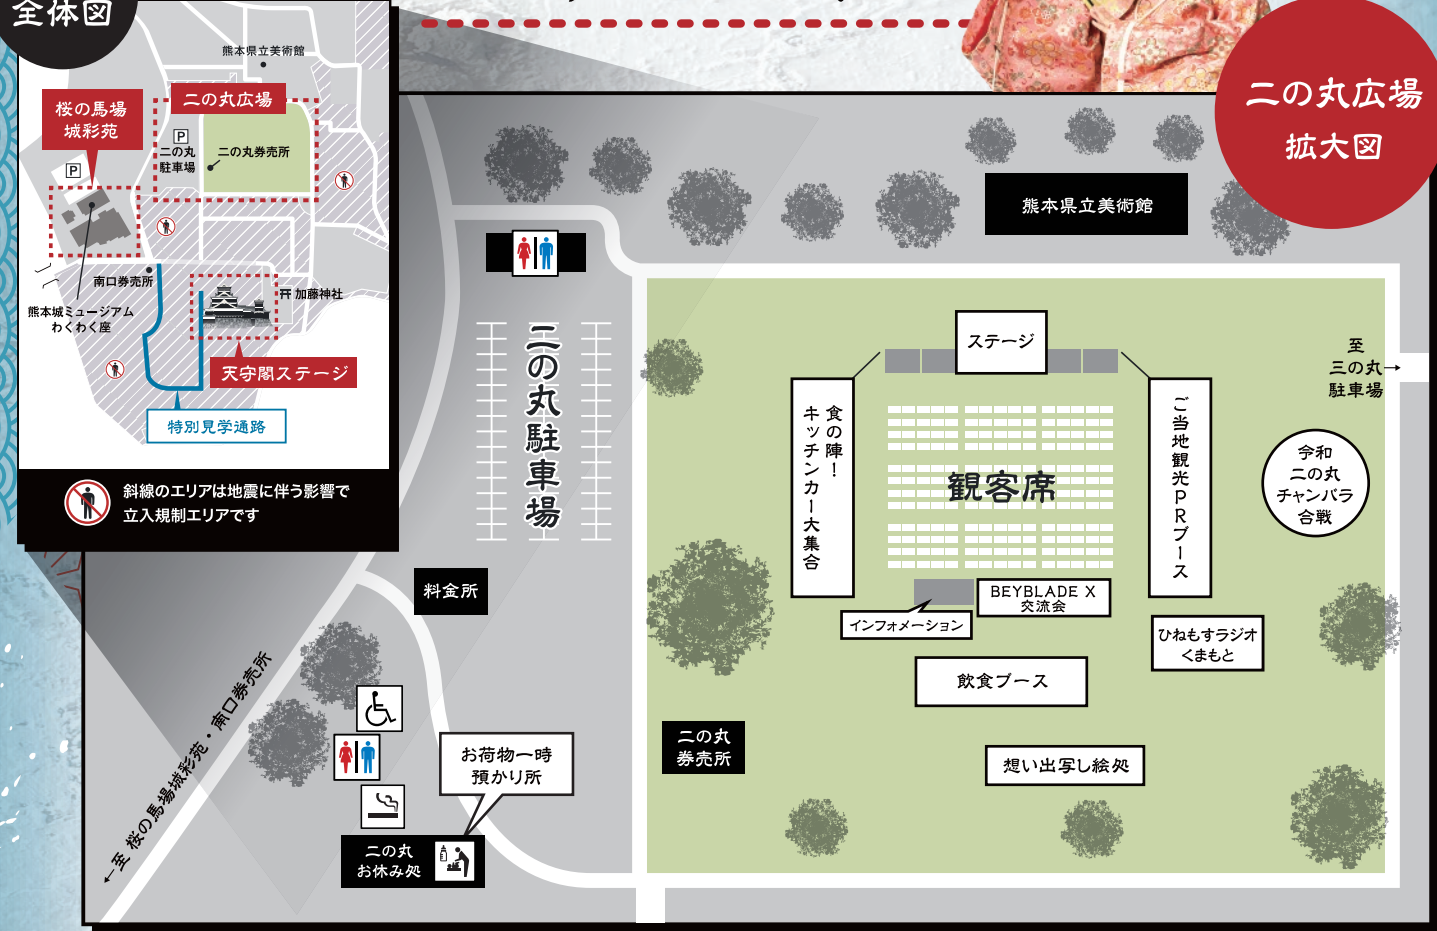 全体図
熊本県立美術館
桜の馬場
城彩苑
二の丸広場
P
二の丸
駐車場
二の丸券売所
P
南口券売所
加藤神社
熊本城ミュージアム
わくわく座
天守閣ステージ
特別見学通路
斜線のエリアは地震に伴う影響で
立入規制エリアです
二の丸広場
拡大図
熊本県立美術館
二の丸駐車場
ステージ
至
三の丸
駐車場→
食の陣!
キッチンカー大集合
観客席
ご当地観光PRブース
令和
二の丸
チャンバラ
合戦
料金所
インフォメーション
BEYBLADE X
交流会
ひねもすラジオ
くまもと
飲食ブース
二の丸
券売所
想い出写し絵処
お荷物一時
預かり所
二の丸
お休み処
←至 桜の馬場城彩苑・南口券売所